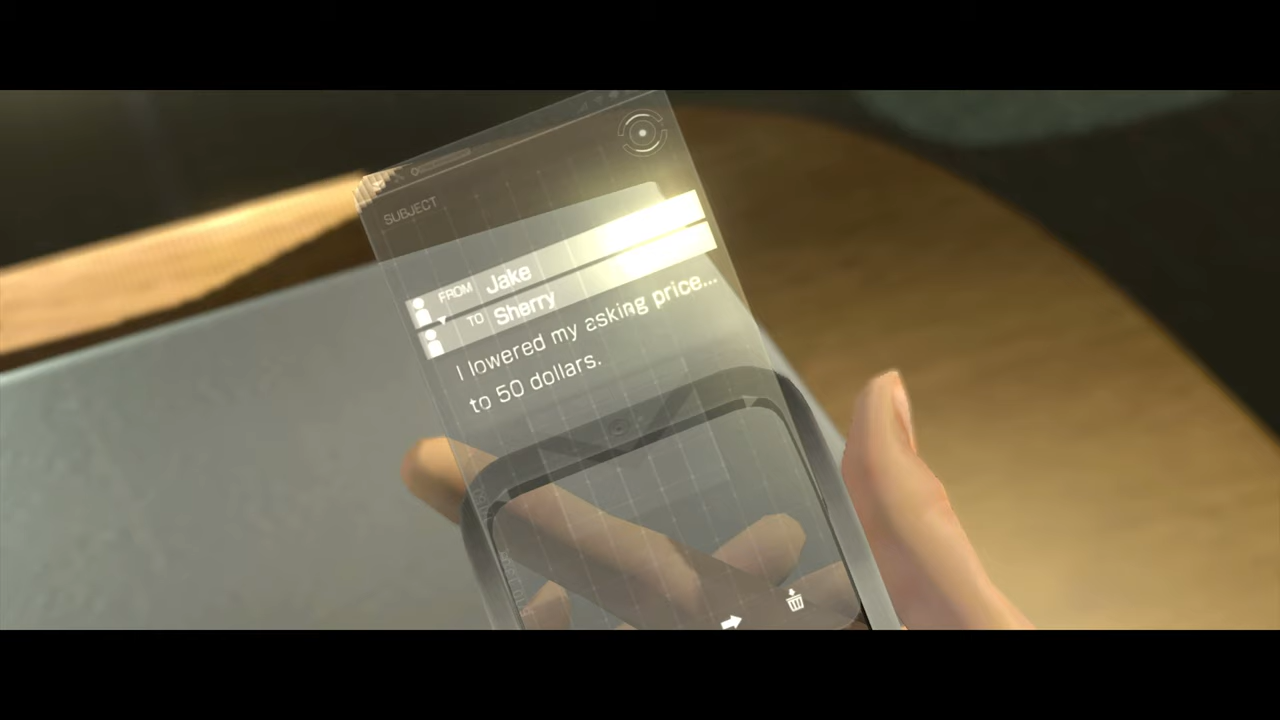 SUBJECT
FROM Jake
TO Sherry
I lowered my asking price...
to 50 dollars.